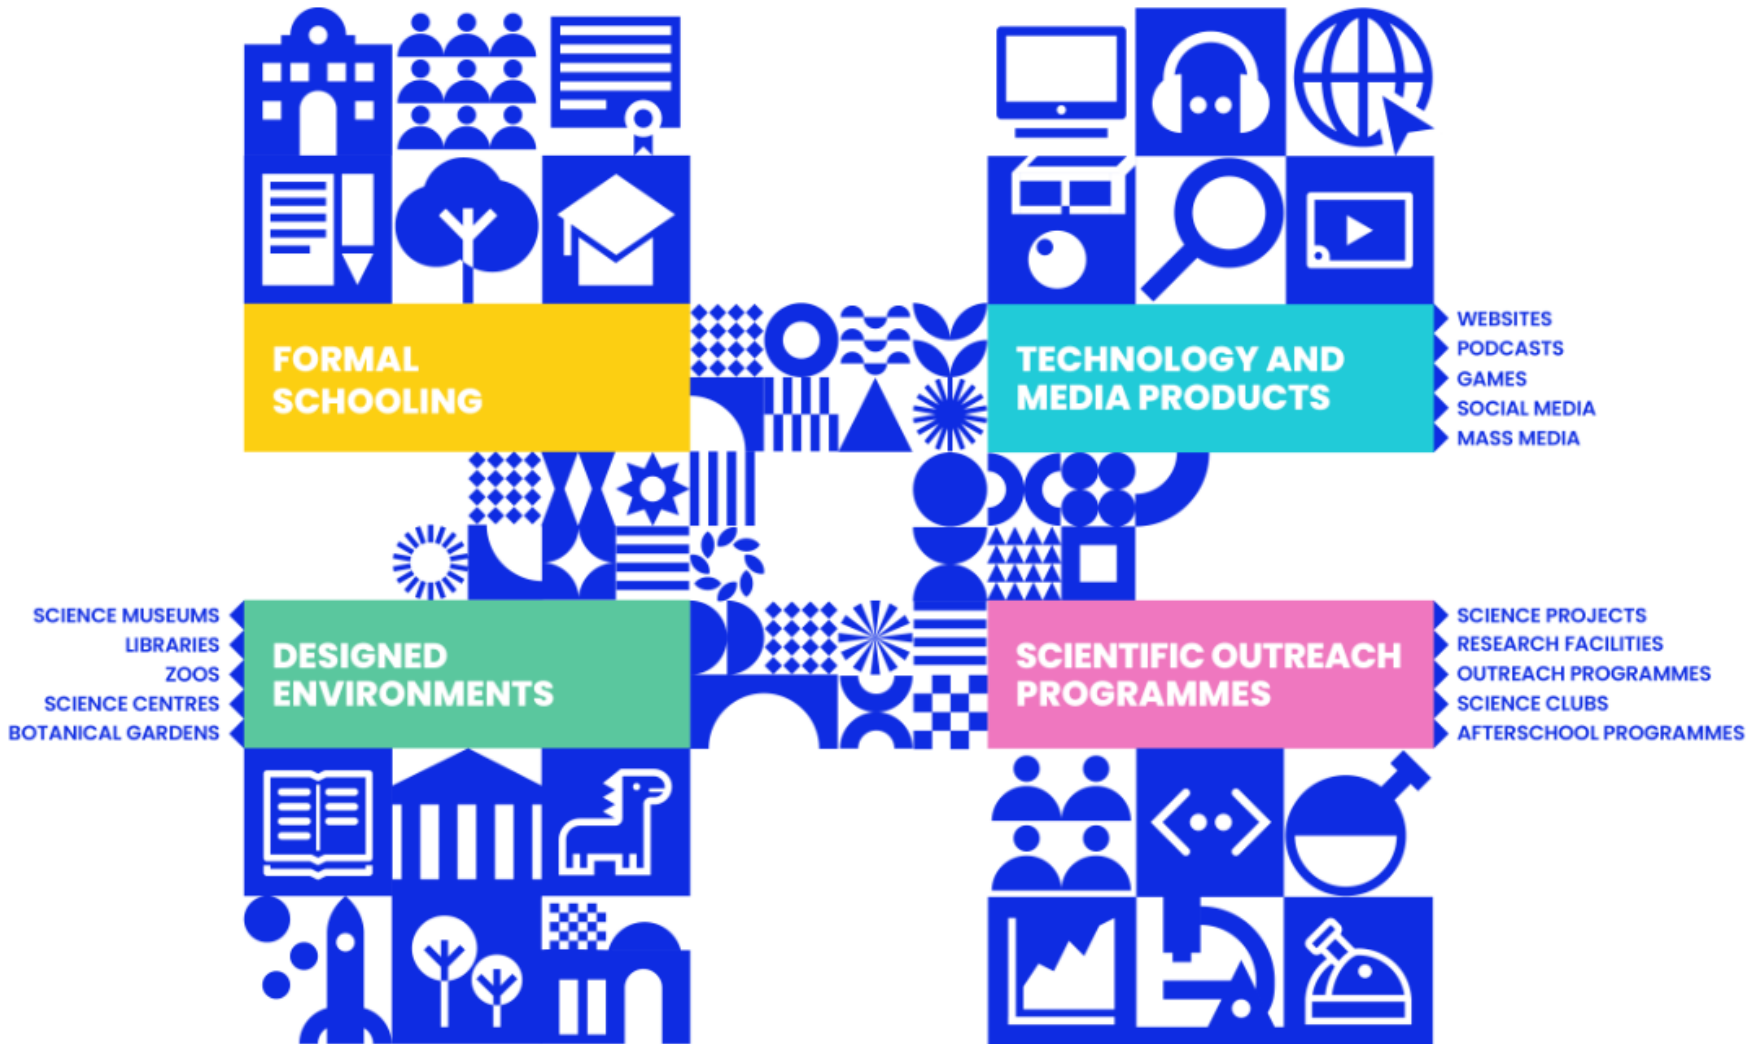 FORMAL
SCHOOLING
TECHNOLOGY AND
MEDIA PRODUCTS
WEBSITES
PODCASTS
GAMES
SOCIAL MEDIA
MASS MEDIA
SCIENCE MUSEUMS
LIBRARIES
ZOOS
SCIENCE CENTRES
BOTANICAL GARDENS
DESIGNED
ENVIRONMENTS
SCIENTIFIC OUTREACH
PROGRAMMES
SCIENCE PROJECTS
RESEARCH FACILITIES
OUTREACH PROGRAMMES
SCIENCE CLUBS
AFTERSCHOOL PROGRAMMES